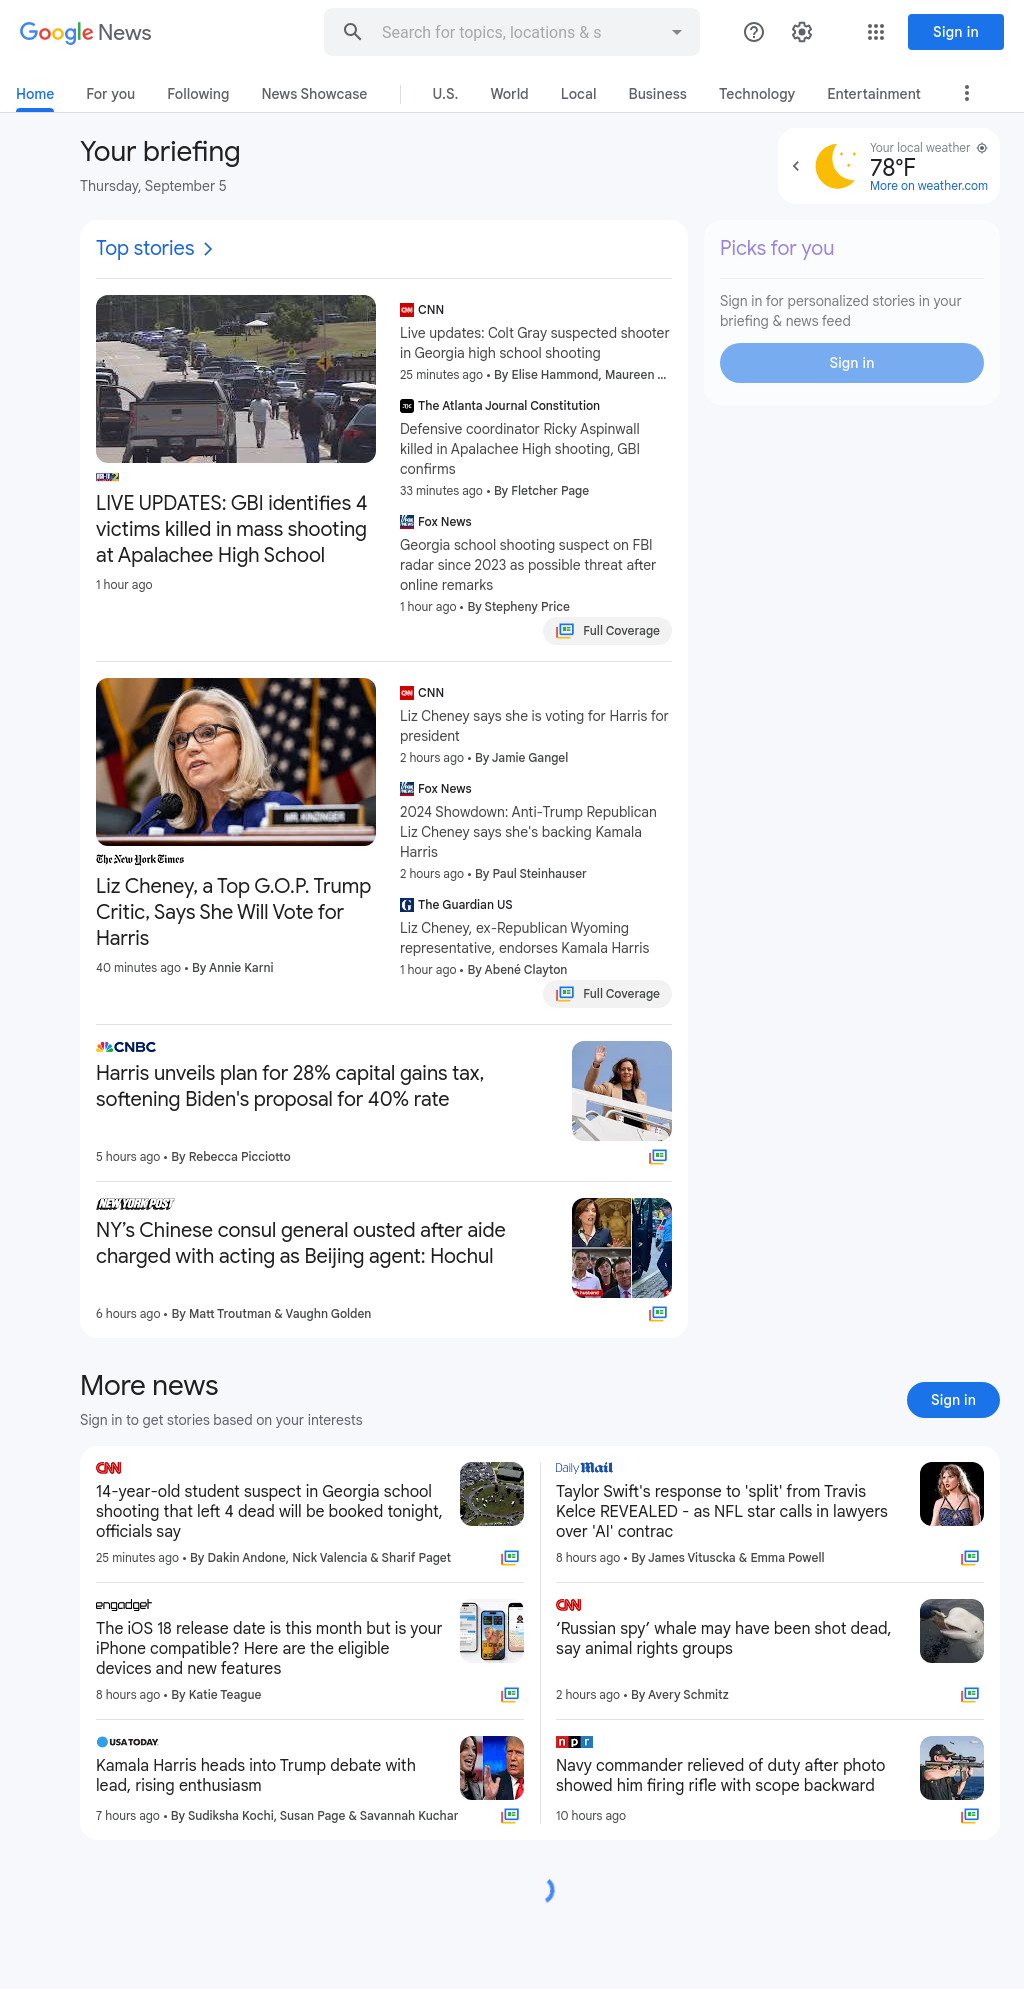 Google News
Search for topics, locations & s
Sign in
Home
For you
Following
News Showcase
U.S.
World
Local
Business
Technology
Entertainment
Your briefing
Thursday, September 5
Your local weather
78°F
More on weather.com
Top stories
Picks for you
Sign in for personalized stories in your
briefing & news feed
Sign in
LIVE UPDATES: GBI identifies 4
victims killed in mass shooting
at Apalachee High School
1 hour ago
CNN
Live updates: Colt Gray suspected shooter
in Georgia high school shooting
25 minutes ago • By Elise Hammond, Maureen ...
The Atlanta Journal Constitution
Defensive coordinator Ricky Aspinwall
killed in Apalachee High shooting, GBI
confirms
33 minutes ago • By Fletcher Page
Fox News
Georgia school shooting suspect on FBI
radar since 2023 as possible threat after
online remarks
1 hour ago • By Stepheny Price
Full Coverage
MR. KINZINGER
The New York Times
Liz Cheney, a Top G.O.P. Trump
Critic, Says She Will Vote for
Harris
40 minutes ago • By Annie Karni
CNN
Liz Cheney says she is voting for Harris for
president
2 hours ago • By Jamie Gangel
Fox News
2024 Showdown: Anti-Trump Republican
Liz Cheney says she's backing Kamala
Harris
2 hours ago • By Paul Steinhauser
The Guardian US
Liz Cheney, ex-Republican Wyoming
representative, endorses Kamala Harris
1 hour ago • By Abené Clayton
Full Coverage
CNBC
Harris unveils plan for 28% capital gains tax,
softening Biden's proposal for 40% rate
5 hours ago • By Rebecca Picciotto
NEW YORK POST
NY’s Chinese consul general ousted after aide
charged with acting as Beijing agent: Hochul
6 hours ago • By Matt Troutman & Vaughn Golden
More news
Sign in to get stories based on your interests
Sign in
CNN
14-year-old student suspect in Georgia school
shooting that left 4 dead will be booked tonight,
officials say
25 minutes ago • By Dakin Andone, Nick Valencia & Sharif Paget
Daily Mail
Taylor Swift's response to 'split' from Travis
Kelce REVEALED - as NFL star calls in lawyers
over 'AI' contrac
8 hours ago • By James Vituscka & Emma Powell
engadget
The iOS 18 release date is this month but is your
iPhone compatible? Here are the eligible
devices and new features
8 hours ago • By Katie Teague
CNN
‘Russian spy’ whale may have been shot dead,
say animal rights groups
2 hours ago • By Avery Schmitz
USA TODAY
Kamala Harris heads into Trump debate with
lead, rising enthusiasm
7 hours ago • By Sudiksha Kochi, Susan Page & Savannah Kuchar
npr
Navy commander relieved of duty after photo
showed him firing rifle with scope backward
10 hours ago